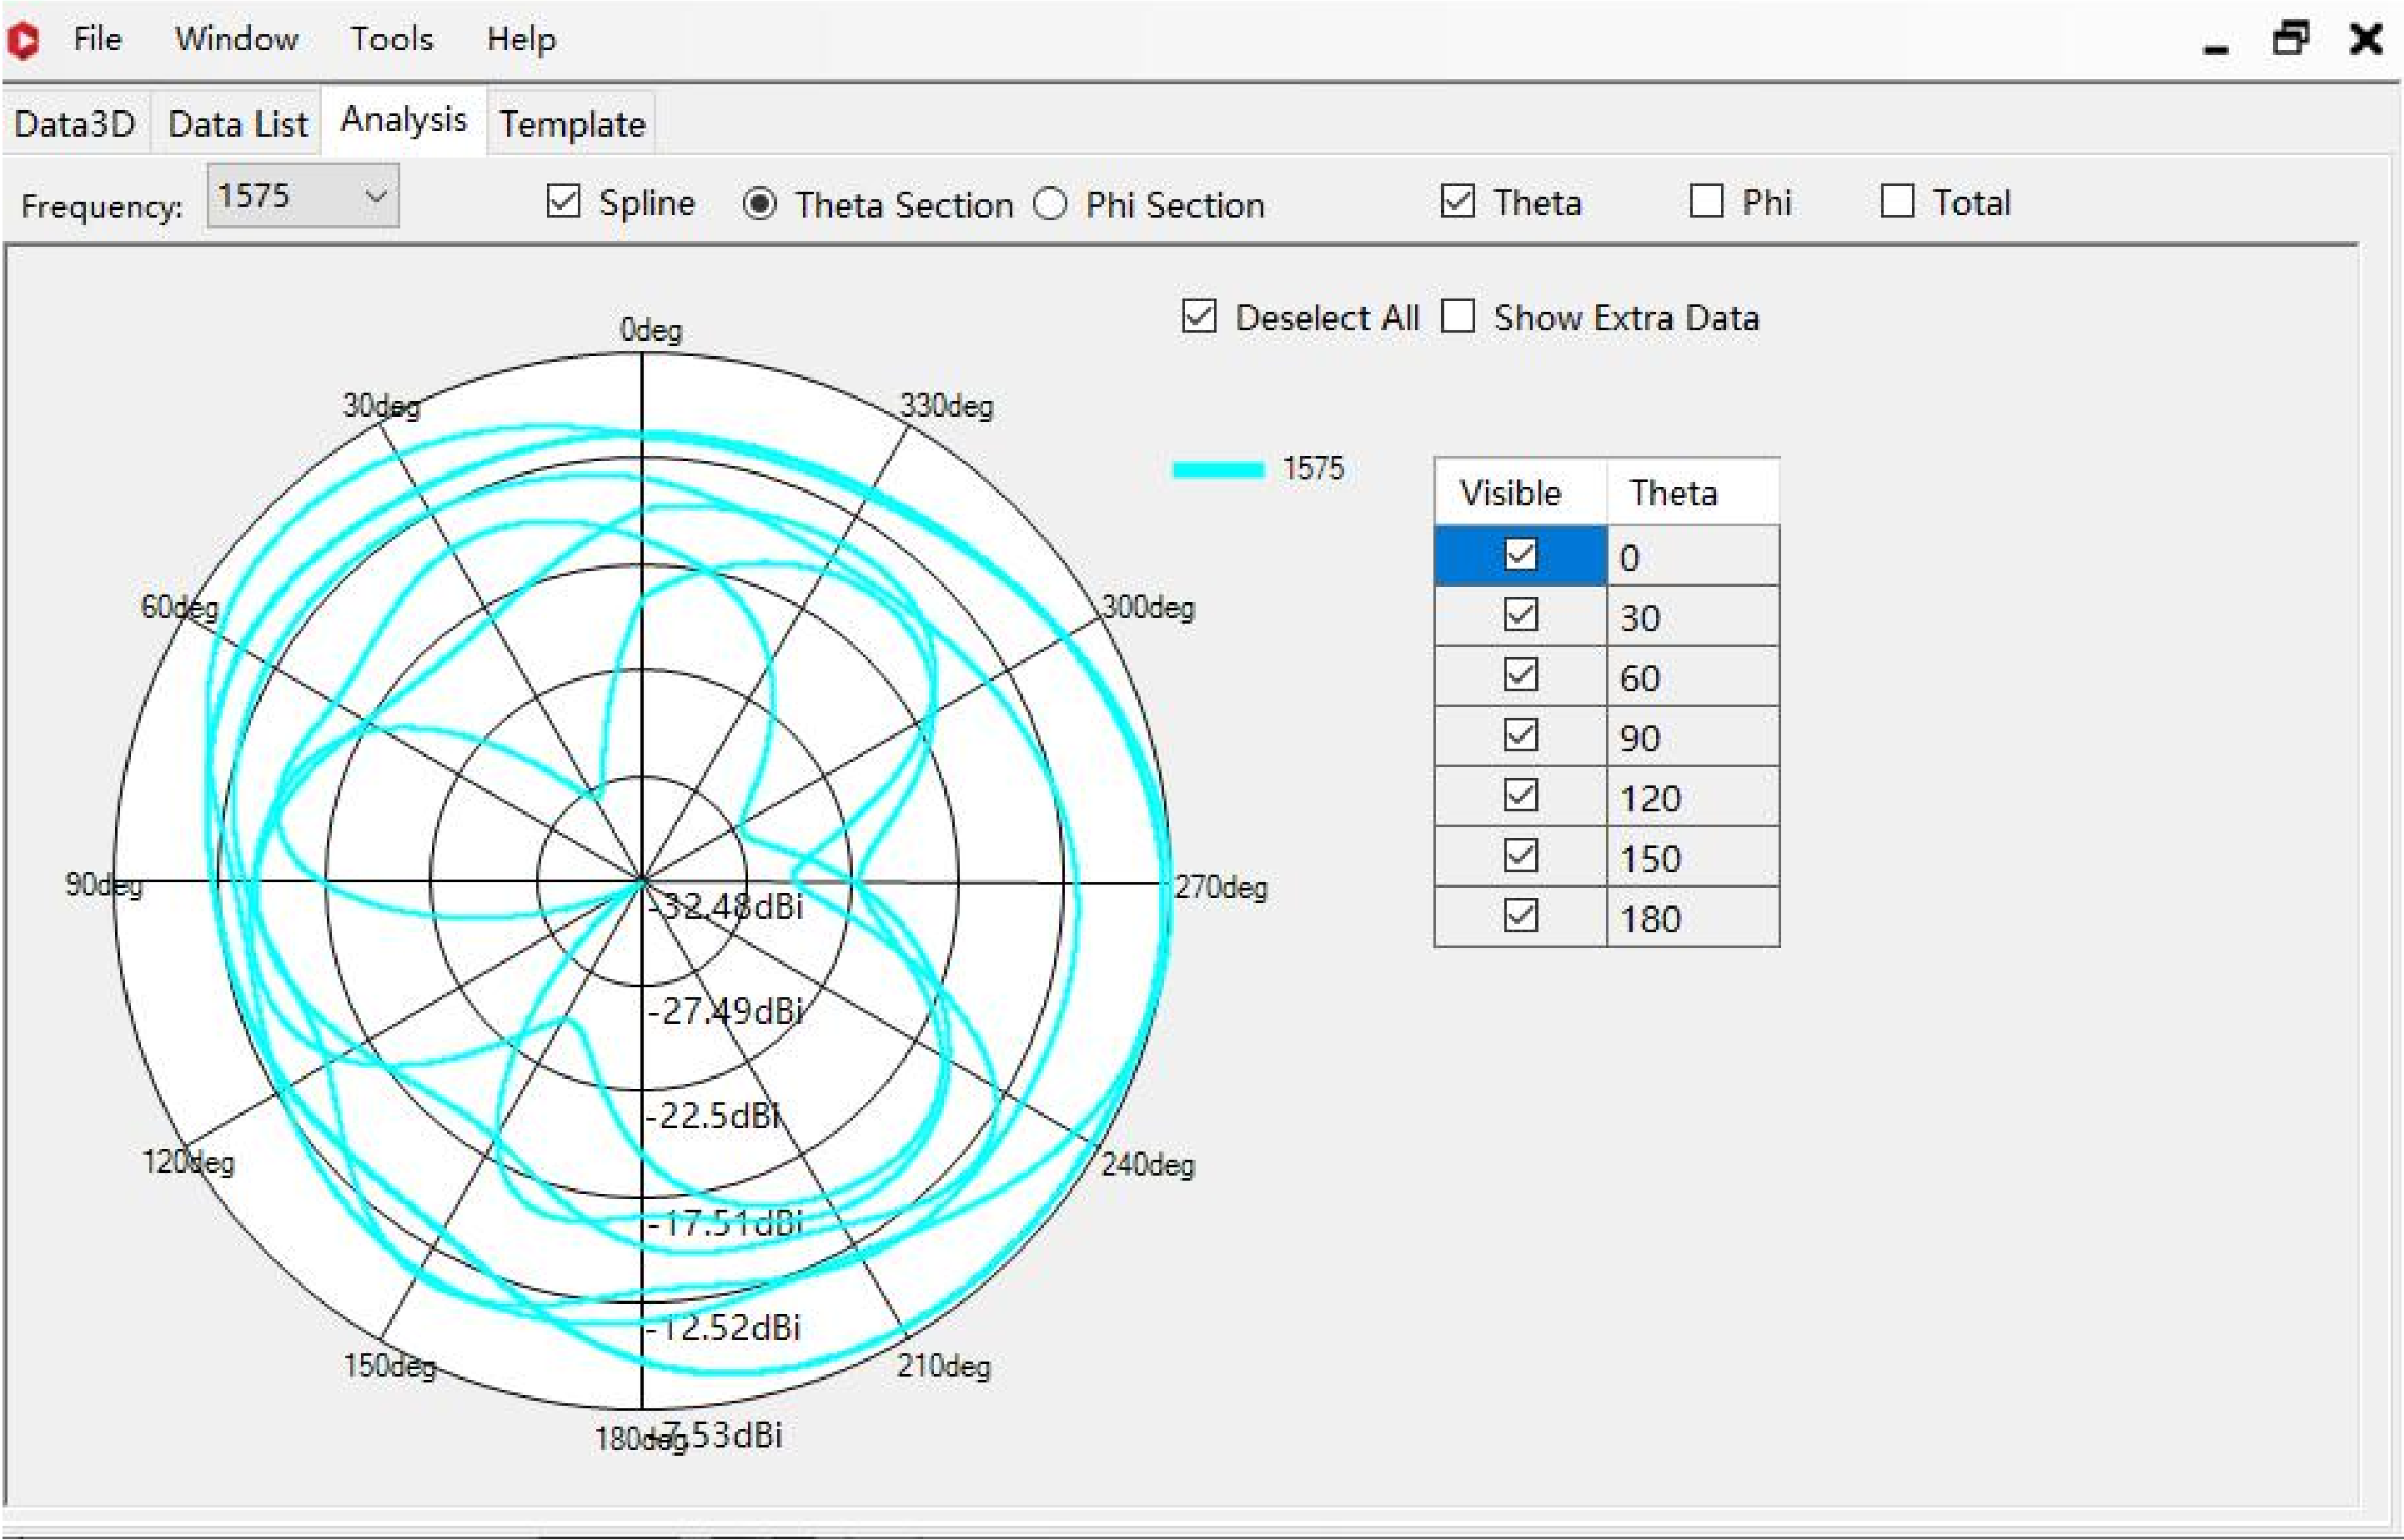 File Window Tools Help
Data3D Data List Analysis Template
Frequency: 1575 Spline Theta Section Phi Section Theta Phi Total
Deselect All Show Extra Data
0deg
30deg 330deg
1575
Visible Theta
0
30
60
90
120
150
180
60deg 300deg
90deg 270deg
-32.48dBi
-27.49dBi
-22.5dBi
120deg 240deg
-17.51dBi
-12.52dBi
150deg 210deg
180deg -7.53dBi